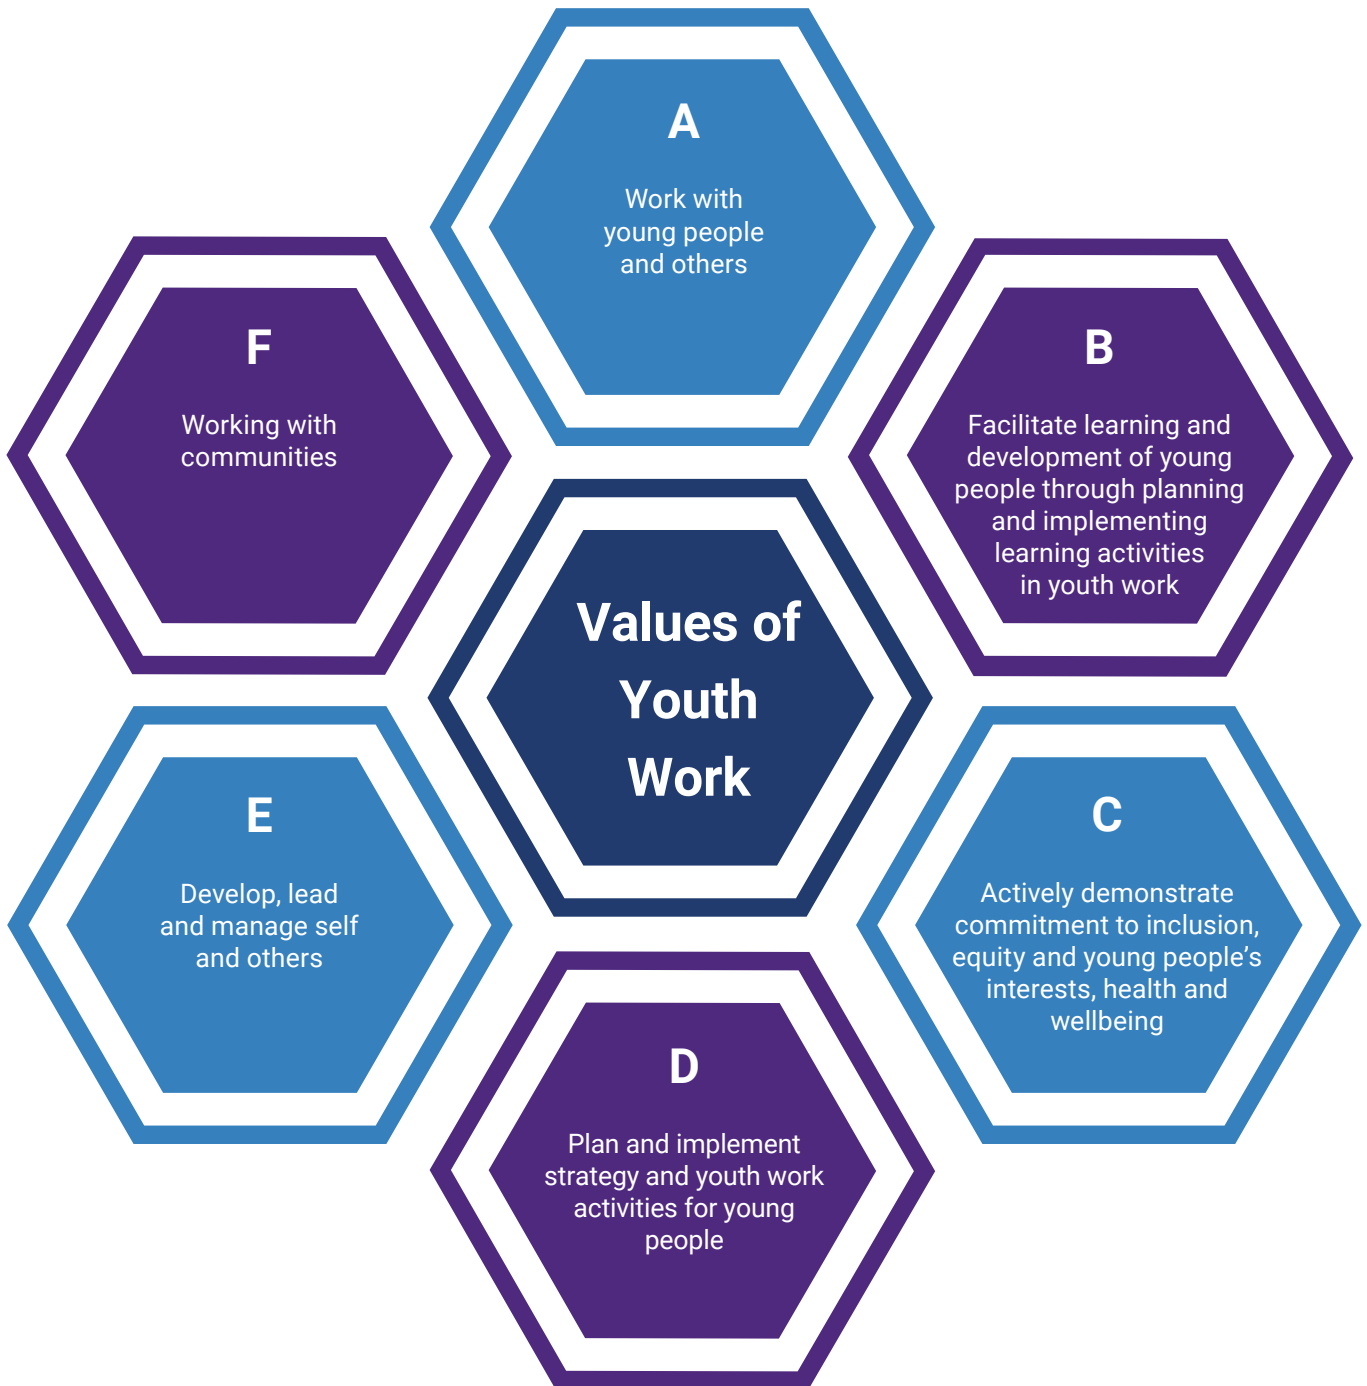 A
Work with
young people
and others
B
Facilitate learning and
development of young
people through planning
and implementing
learning activities
in youth work
C
Actively demonstrate
commitment to inclusion,
equity and young people’s
interests, health and
wellbeing
D
Plan and implement
strategy and youth work
activities for young
people
E
Develop, lead
and manage self
and others
F
Working with
communities
Values of
Youth
Work